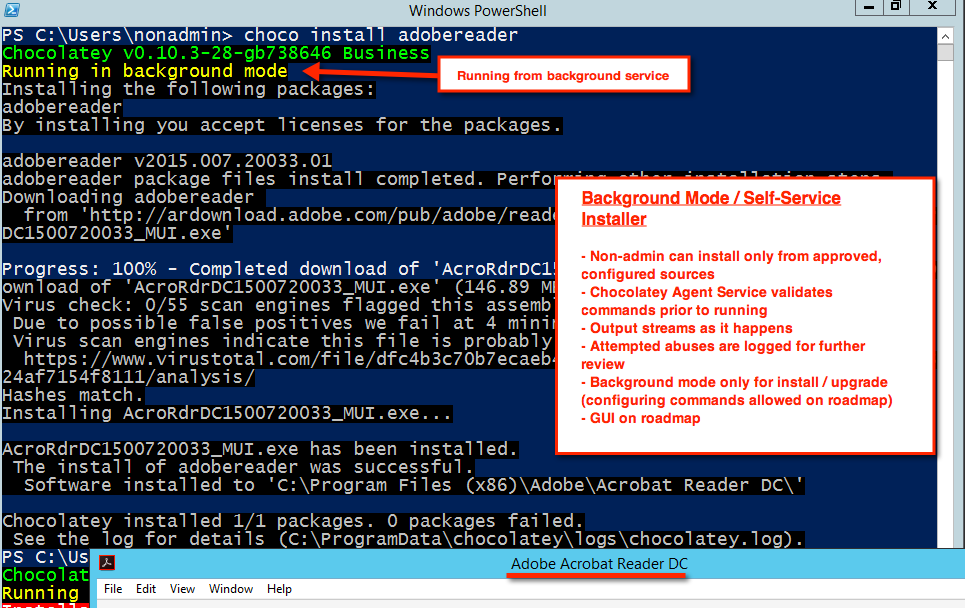 Windows PowerShell
PS C:\Users\nonadmin> choco install adobereader
Chocolatey v0.10.3-28-gb738646 Business
Running in background mode
Running from background service
Installing the following packages:
adobereader
By installing you accept licenses for the packages.
adobereader v2015.007.20033.01
adobereader package files install completed. Performing other installation steps.
Downloading adobereader
from 'http://ardownload.adobe.com/pub/adobe/reade
DC1500720033_MUI.exe'
Progress: 100% - Completed download of 'AcroRdrDC15
ownload of 'AcroRdrDC1500720033_MUI.exe' (146.89 MB
Virus check: 0/55 scan engines flagged this assemb
Due to possible false positives we fail at 4 mini
Virus scan engines indicate this file is probably
https://www.virustotal.com/file/dfc4b3c70b7ecaeb4
24af7154f8111/analysis/
Hashes match.
Installing AcroRdrDC1500720033_MUI.exe...
AcroRdrDC1500720033_MUI.exe has been installed.
The install of adobereader was successful.
Software installed to 'C:\Program Files (x86)\Adobe\Acrobat Reader DC\'
Chocolatey installed 1/1 packages. 0 packages failed.
See the log for details (C:\ProgramData\chocolatey\logs\chocolatey.log).
PS C:\Us
Chocolat
Running
Background Mode / Self-Service
Installer
- Non-admin can install only from approved,
configured sources
- Chocolatey Agent Service validates
commands prior to running
- Output streams as it happens
- Attempted abuses are logged for further
review
- Background mode only for install / upgrade
(configuring commands allowed on roadmap)
- GUI on roadmap
Adobe Acrobat Reader DC
File Edit View Window Help